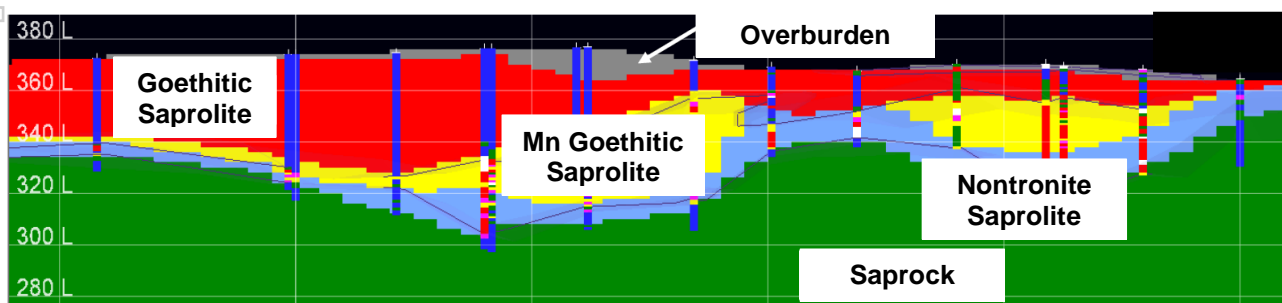 380 L
Overburden
360 L
Goethitic
Saprolite
340 L
Mn Goethitic
Saprolite
320 L
Nontronite
Saprolite
300 L
Saprock
280 L